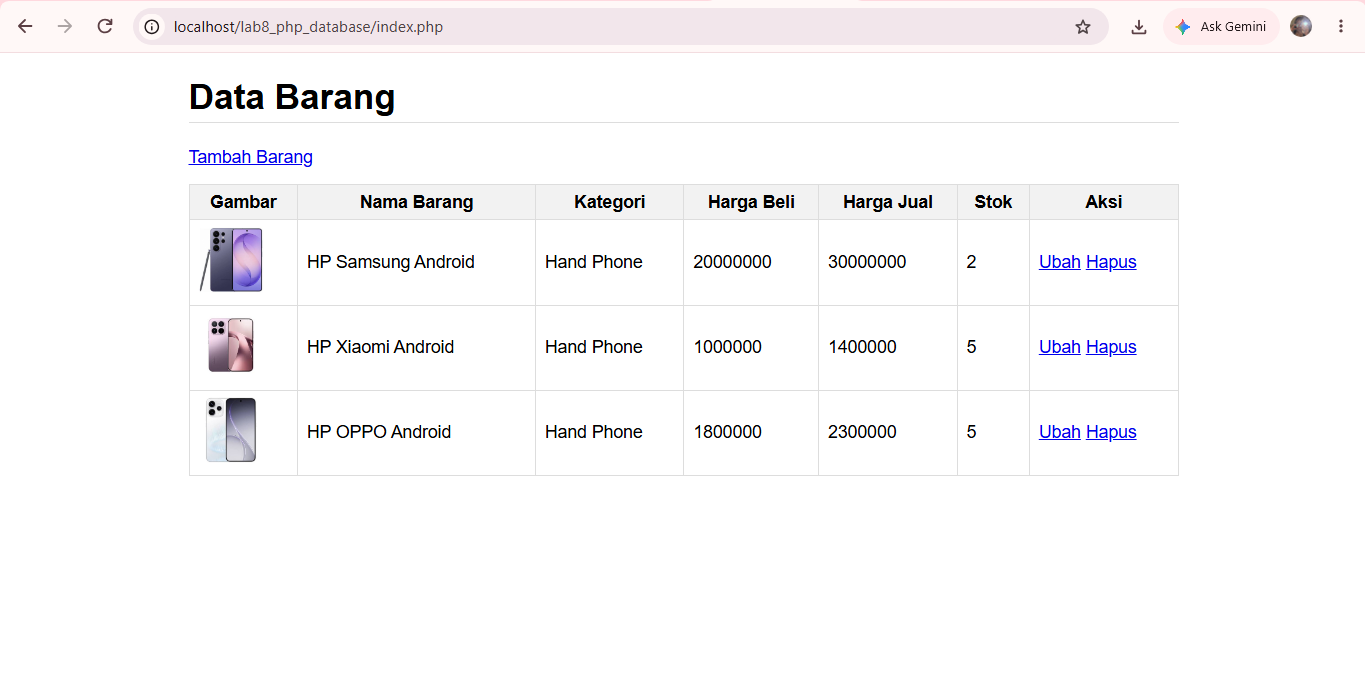 localhost/lab8_php_database/index.php
Ask Gemini
Data Barang
Tambah Barang
Gambar Nama Barang Kategori Harga Beli Harga Jual Stok Aksi
HP Samsung Android Hand Phone 20000000 30000000 2 Ubah Hapus
HP Xiaomi Android Hand Phone 1000000 1400000 5 Ubah Hapus
HP OPPO Android Hand Phone 1800000 2300000 5 Ubah Hapus